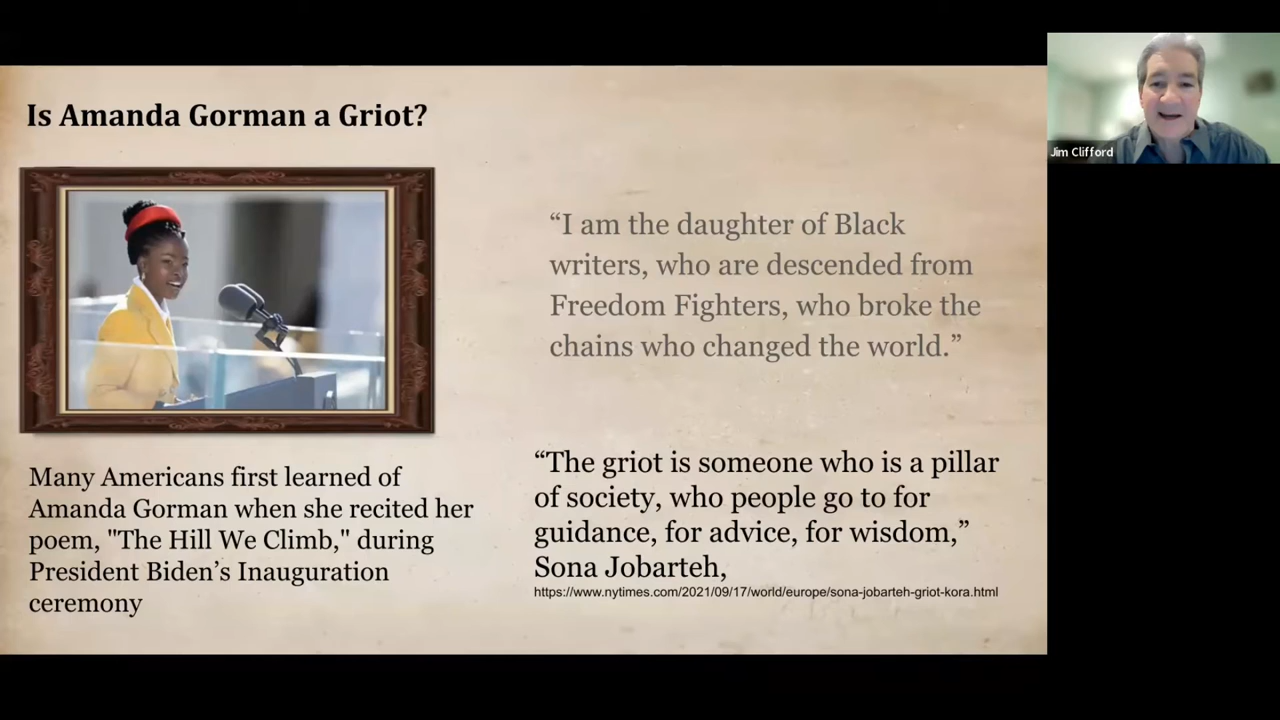 Is Amanda Gorman a Griot?
“I am the daughter of Black
writers, who are descended from
Freedom Fighters, who broke the
chains who changed the world.”
Many Americans first learned of
Amanda Gorman when she recited her
poem, "The Hill We Climb," during
President Biden’s Inauguration
ceremony
“The griot is someone who is a pillar
of society, who people go to for
guidance, for advice, for wisdom,”
Sona Jobarteh,
https://www.nytimes.com/2021/09/17/world/europe/sona-jobarteh-griot-kora.html
Jim Clifford